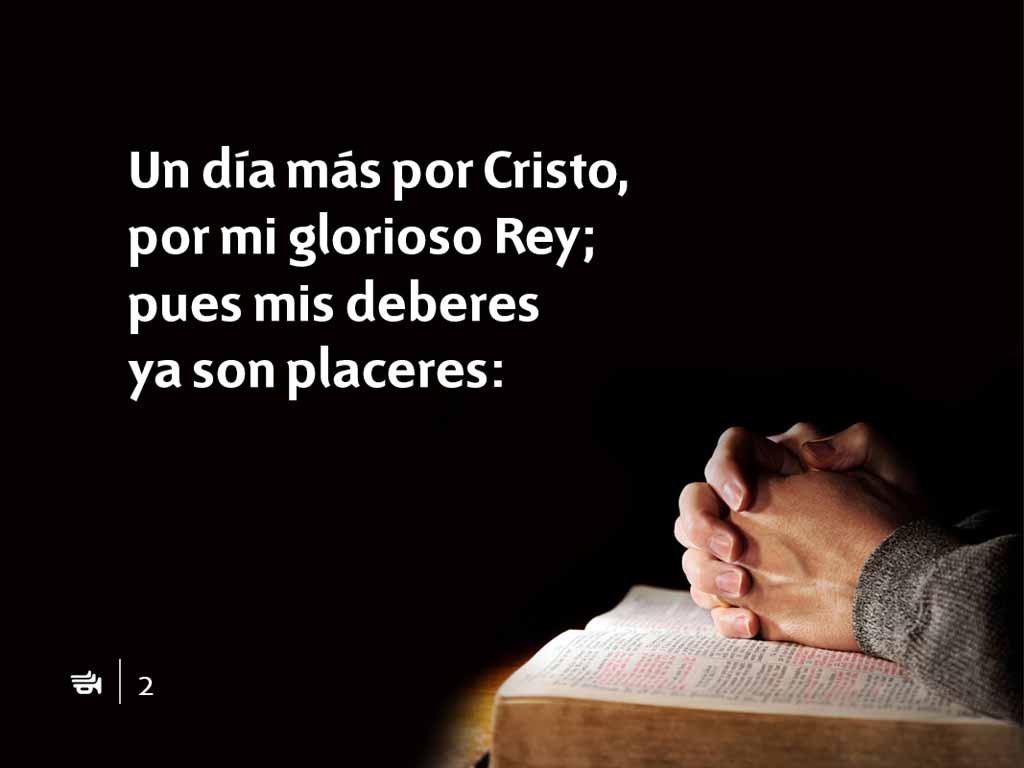 Un día más por Cristo,
por mi glorioso Rey;
pues mis deberes
ya son placeres:
2